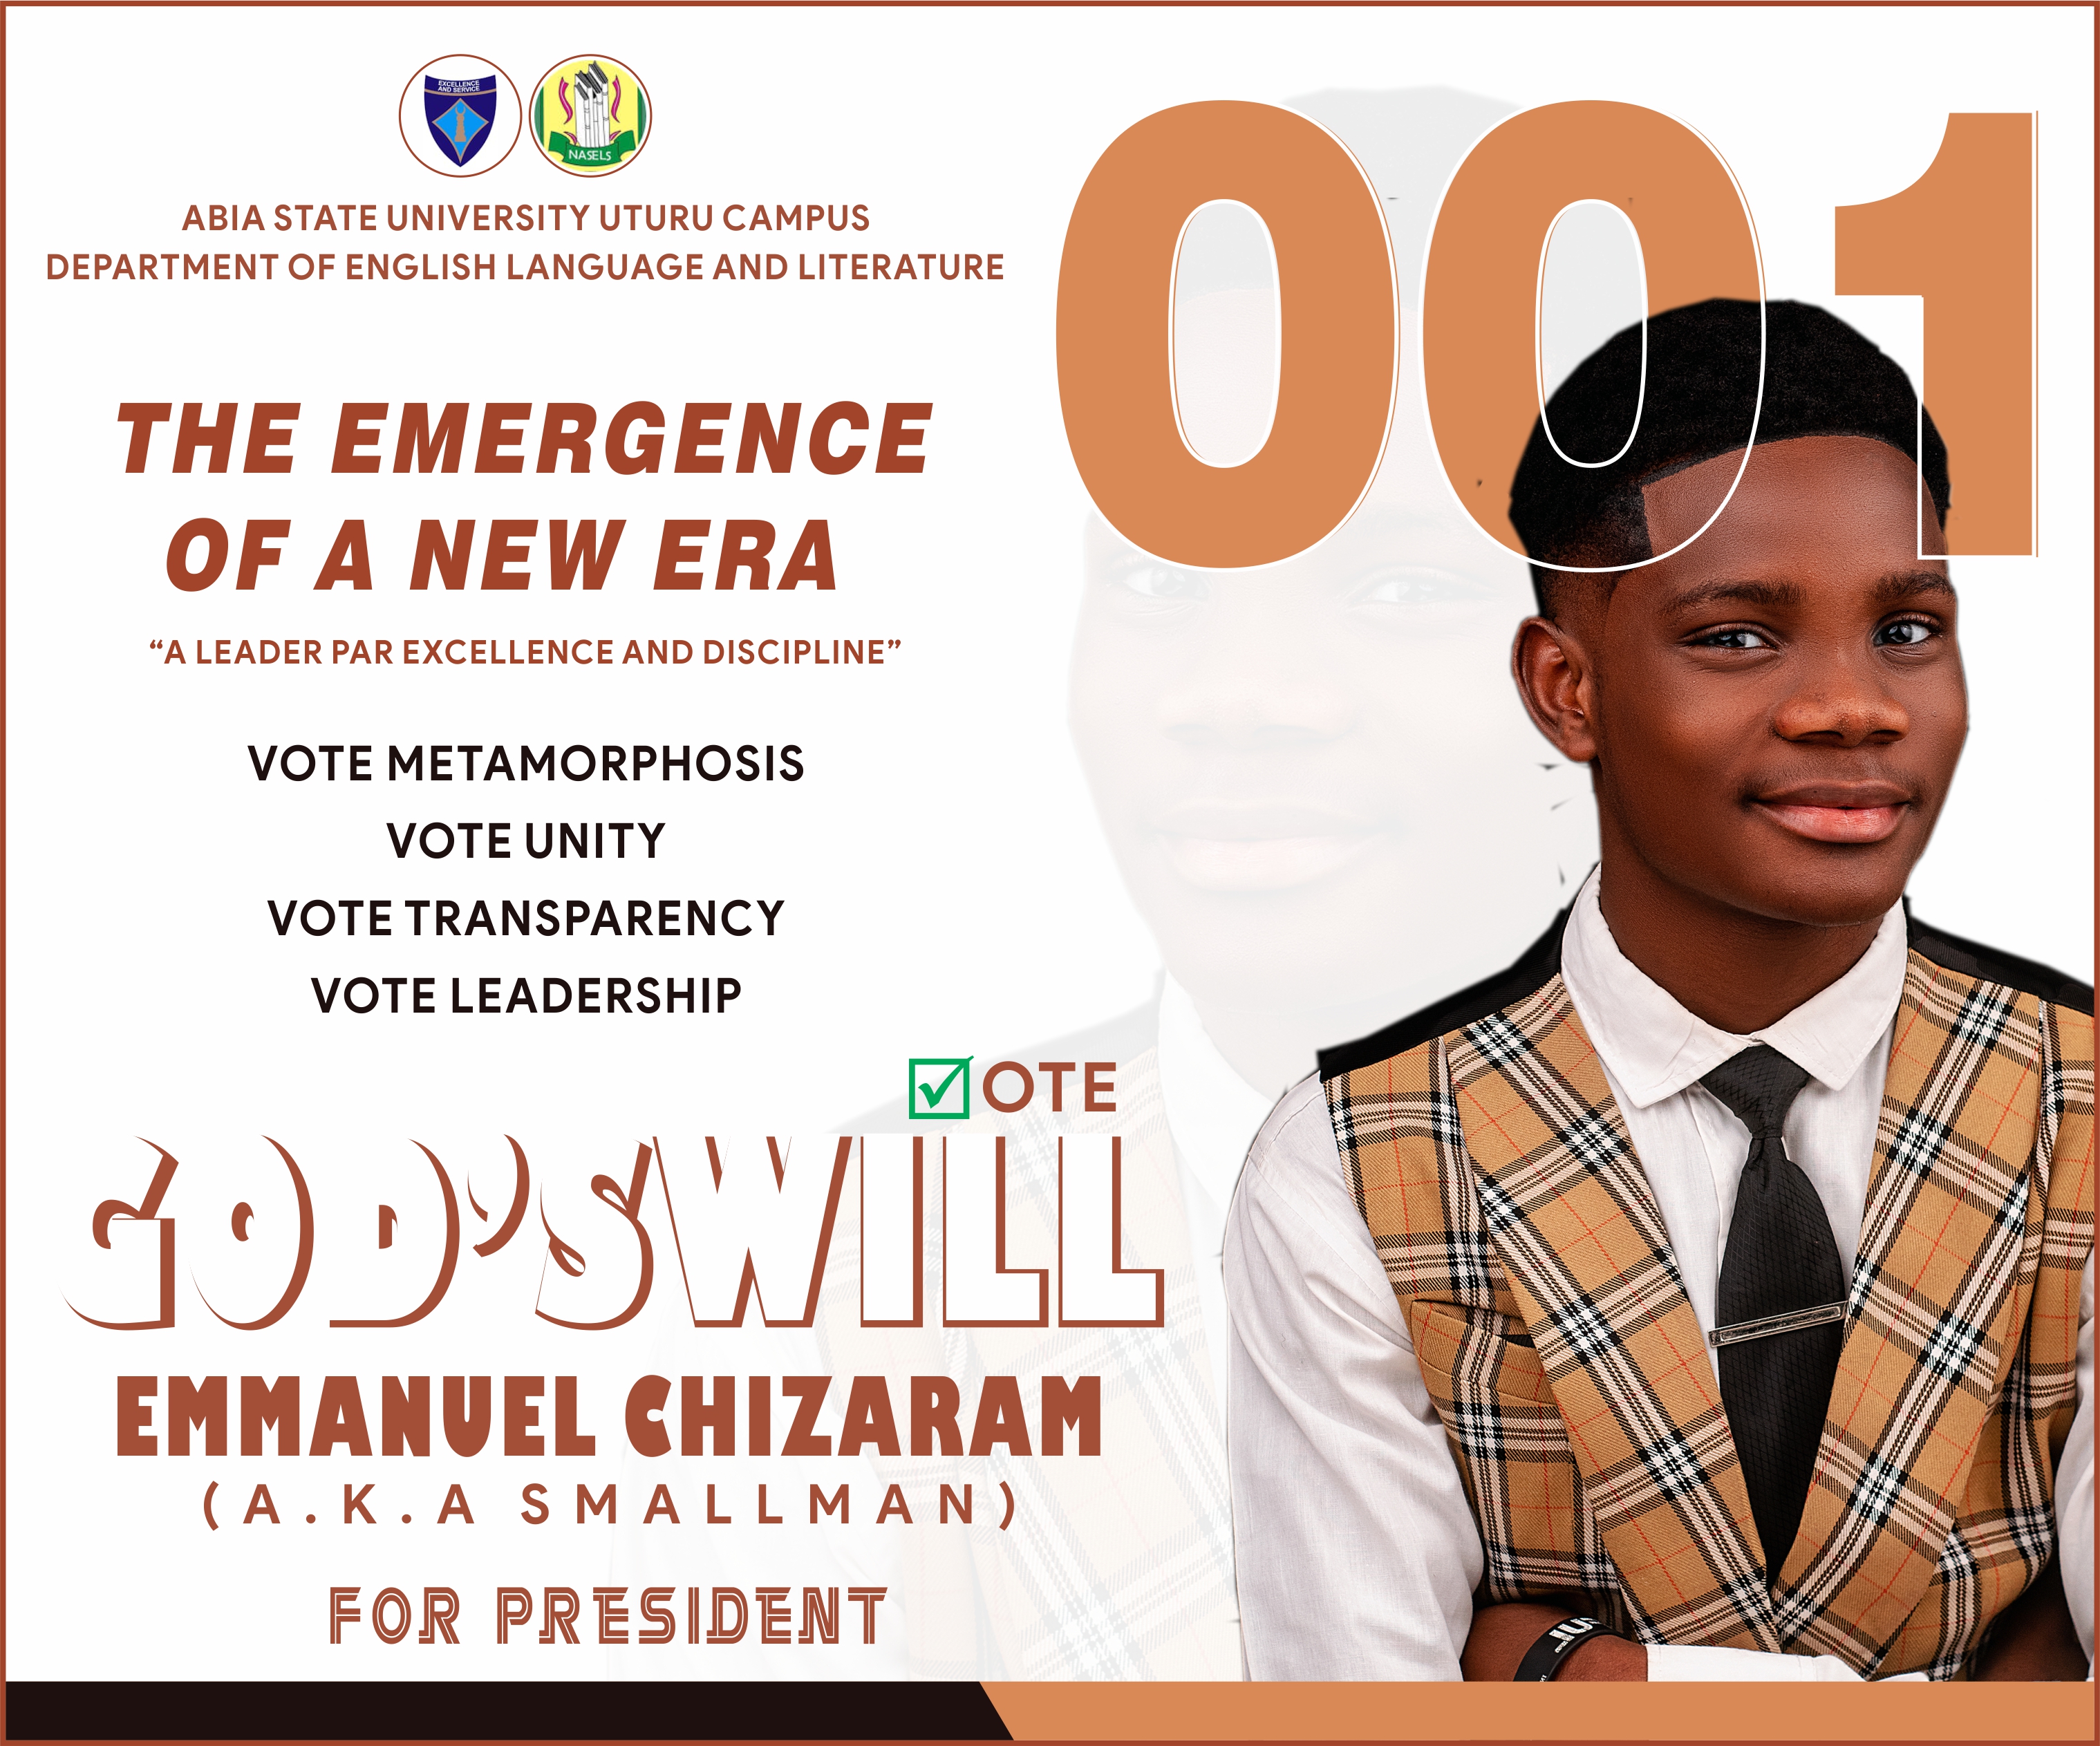 EXCELLENCE
AND SERVICE
NASELS
ABIA STATE UNIVERSITY UTURU CAMPUS
DEPARTMENT OF ENGLISH LANGUAGE AND LITERATURE
001
THE EMERGENCE
OF A NEW ERA
“A LEADER PAR EXCELLENCE AND DISCIPLINE”
VOTE METAMORPHOSIS
VOTE UNITY
VOTE TRANSPARENCY
VOTE LEADERSHIP
☑OTE
GOD'SWILL
EMMANUEL CHIZARAM
(A.K.A SMALLMAN)
FOR PRESIDENT